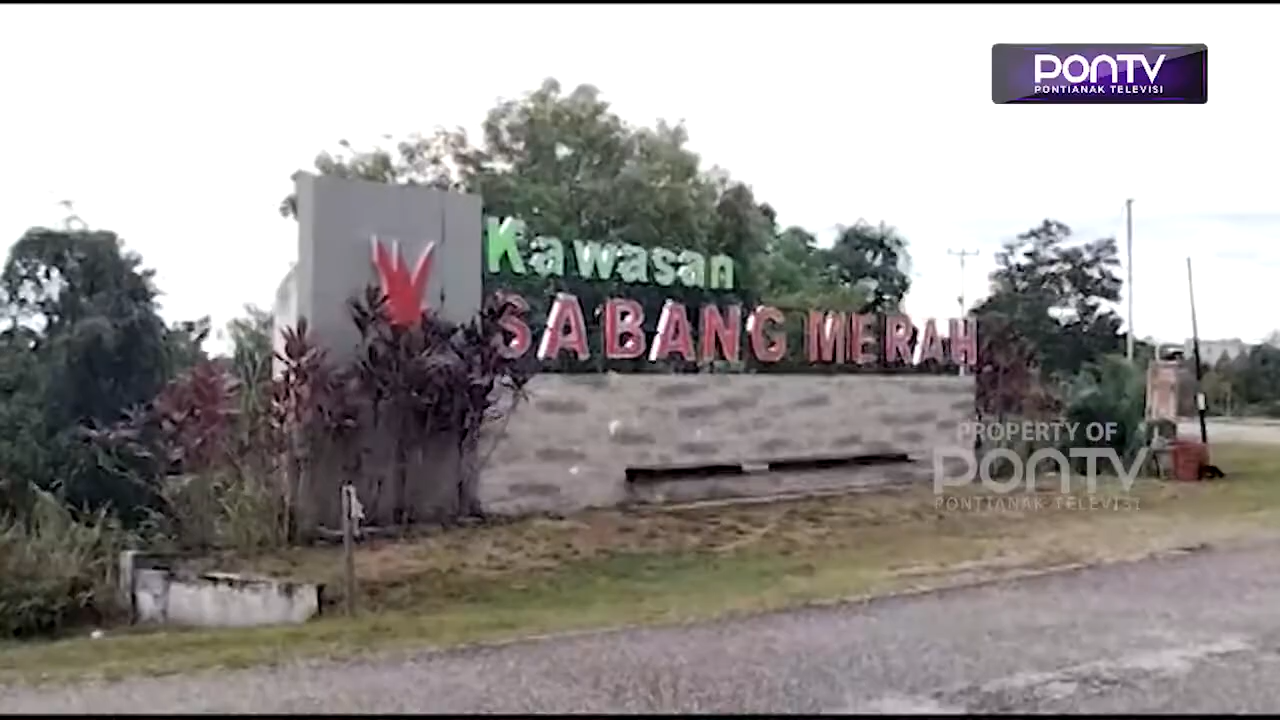 PONTV
PONTIANAK TELEVISI
Kawasan
SABANG MERAH
PROPERTY OF
PONTV
PONTIANAK TELEVISI